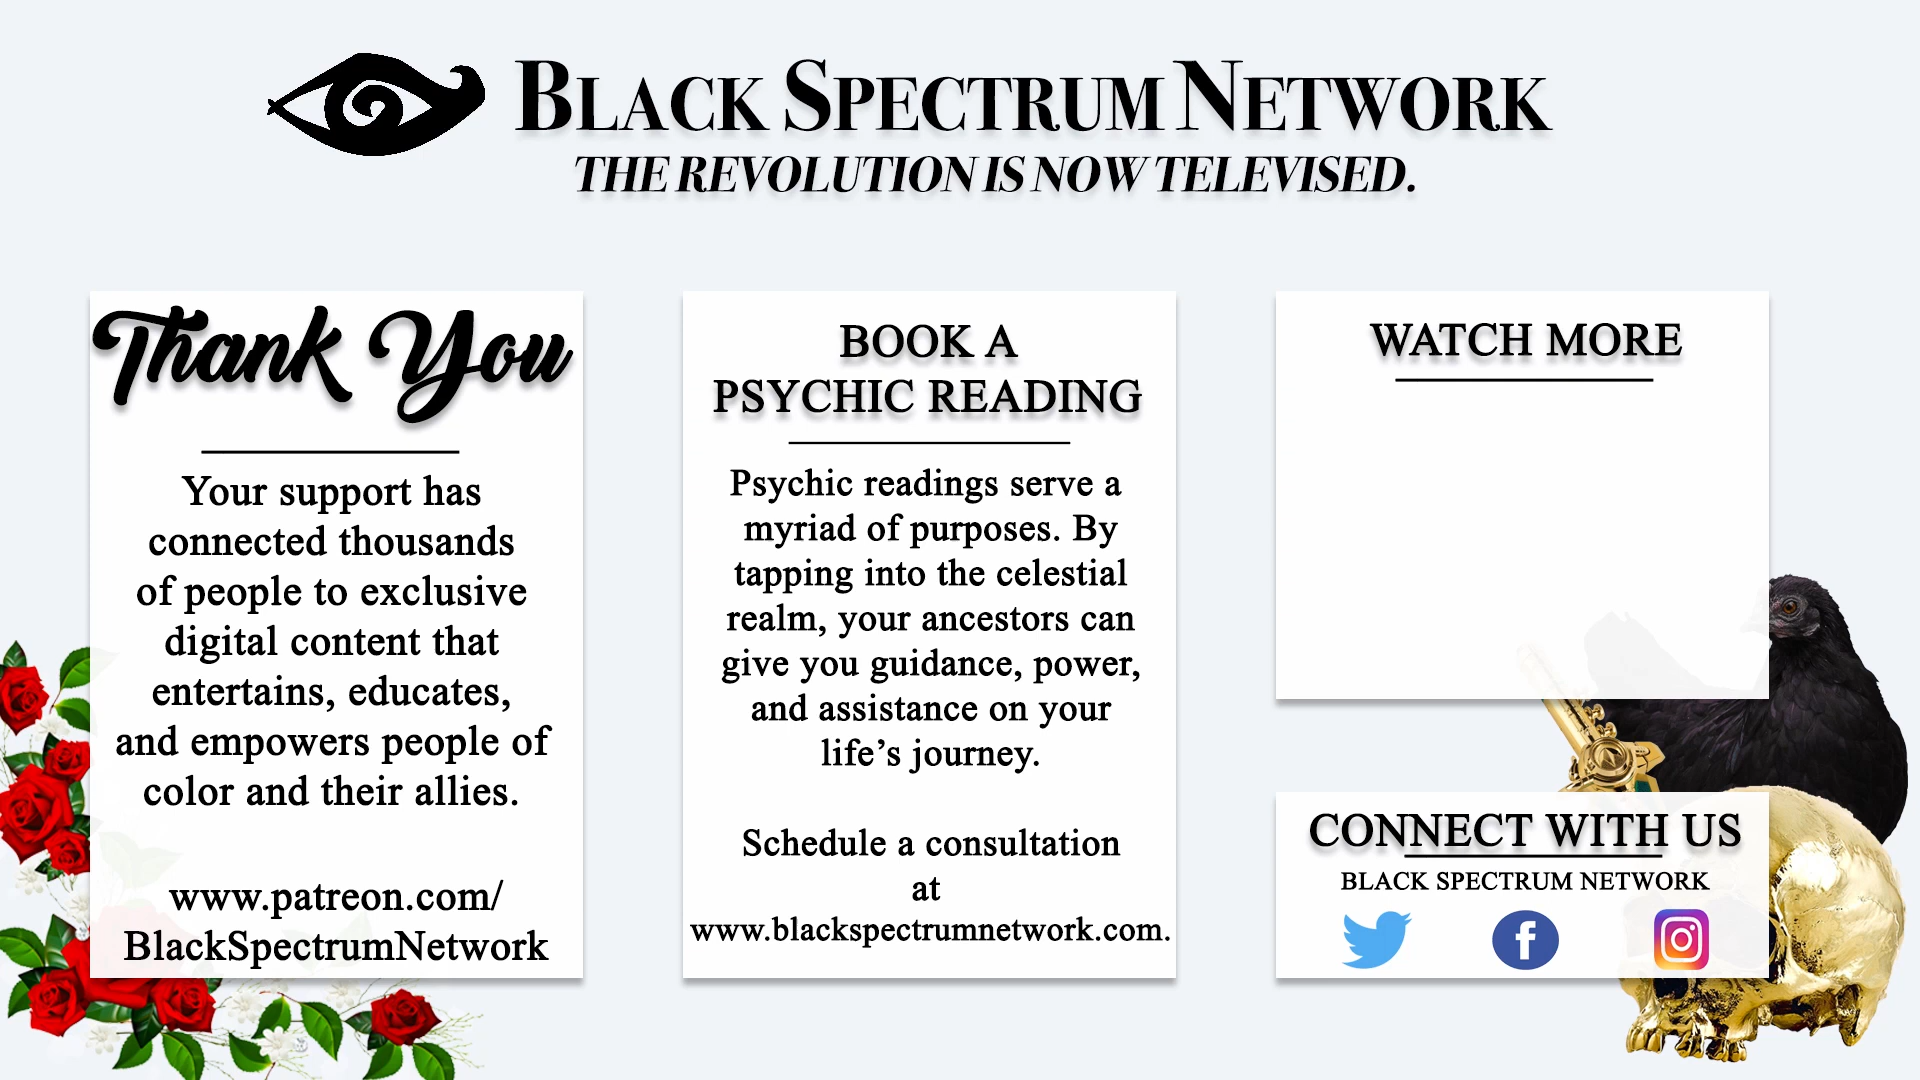 BLACK SPECTRUM NETWORK
THE REVOLUTION IS NOW TELEVISED.
Thank You
Your support has
connected thousands
of people to exclusive
digital content that
entertains, educates,
and empowers people of
color and their allies.
www.patreon.com/
BlackSpectrumNetwork
BOOK A
PSYCHIC READING
Psychic readings serve a
myriad of purposes. By
tapping into the celestial
realm, your ancestors can
give you guidance, power,
and assistance on your
life’s journey.
Schedule a consultation
at
www.blackspectrumnetwork.com.
WATCH MORE
CONNECT WITH US
BLACK SPECTRUM NETWORK